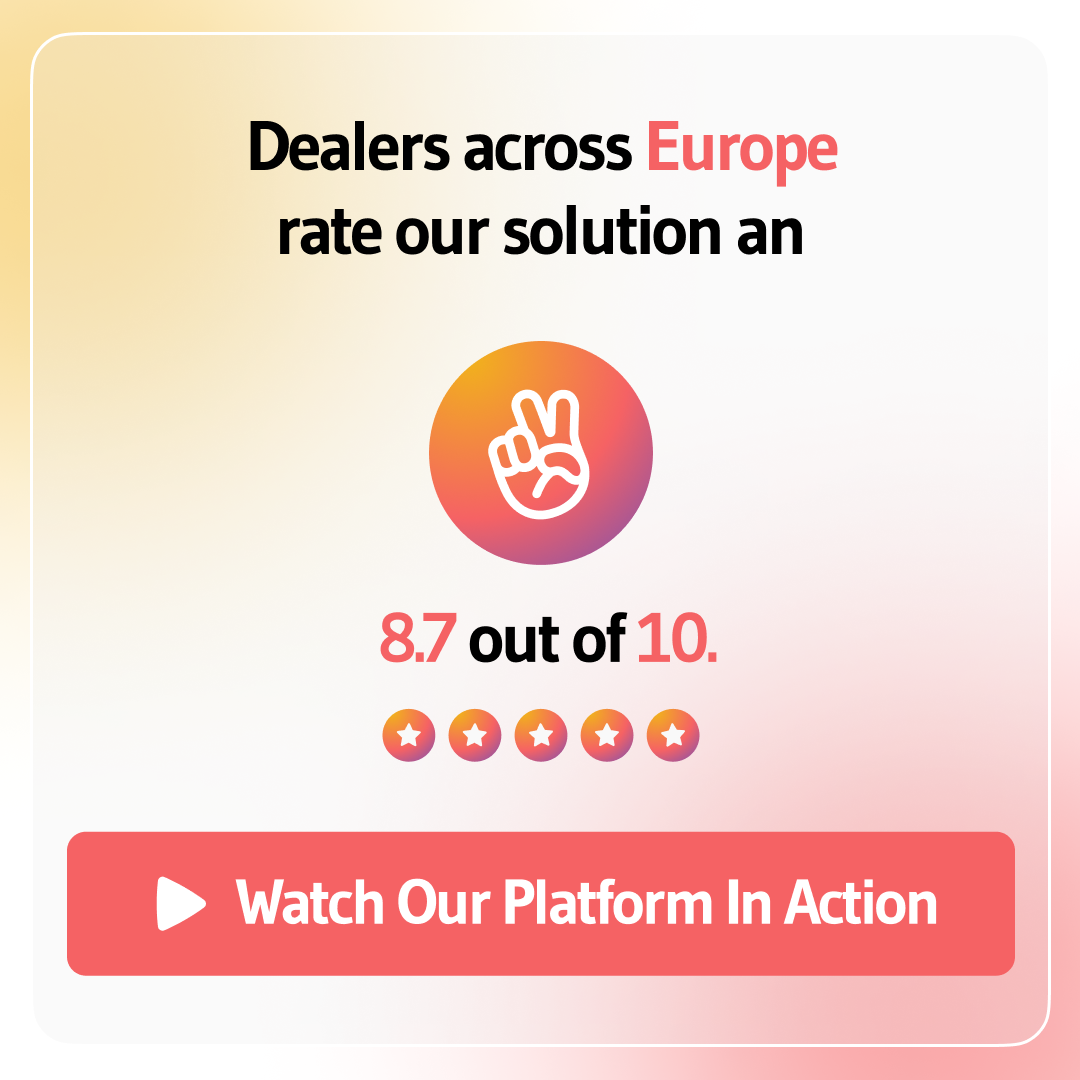 Dealers across Europe
rate our solution an
8.7 out of 10.
Watch Our Platform In Action